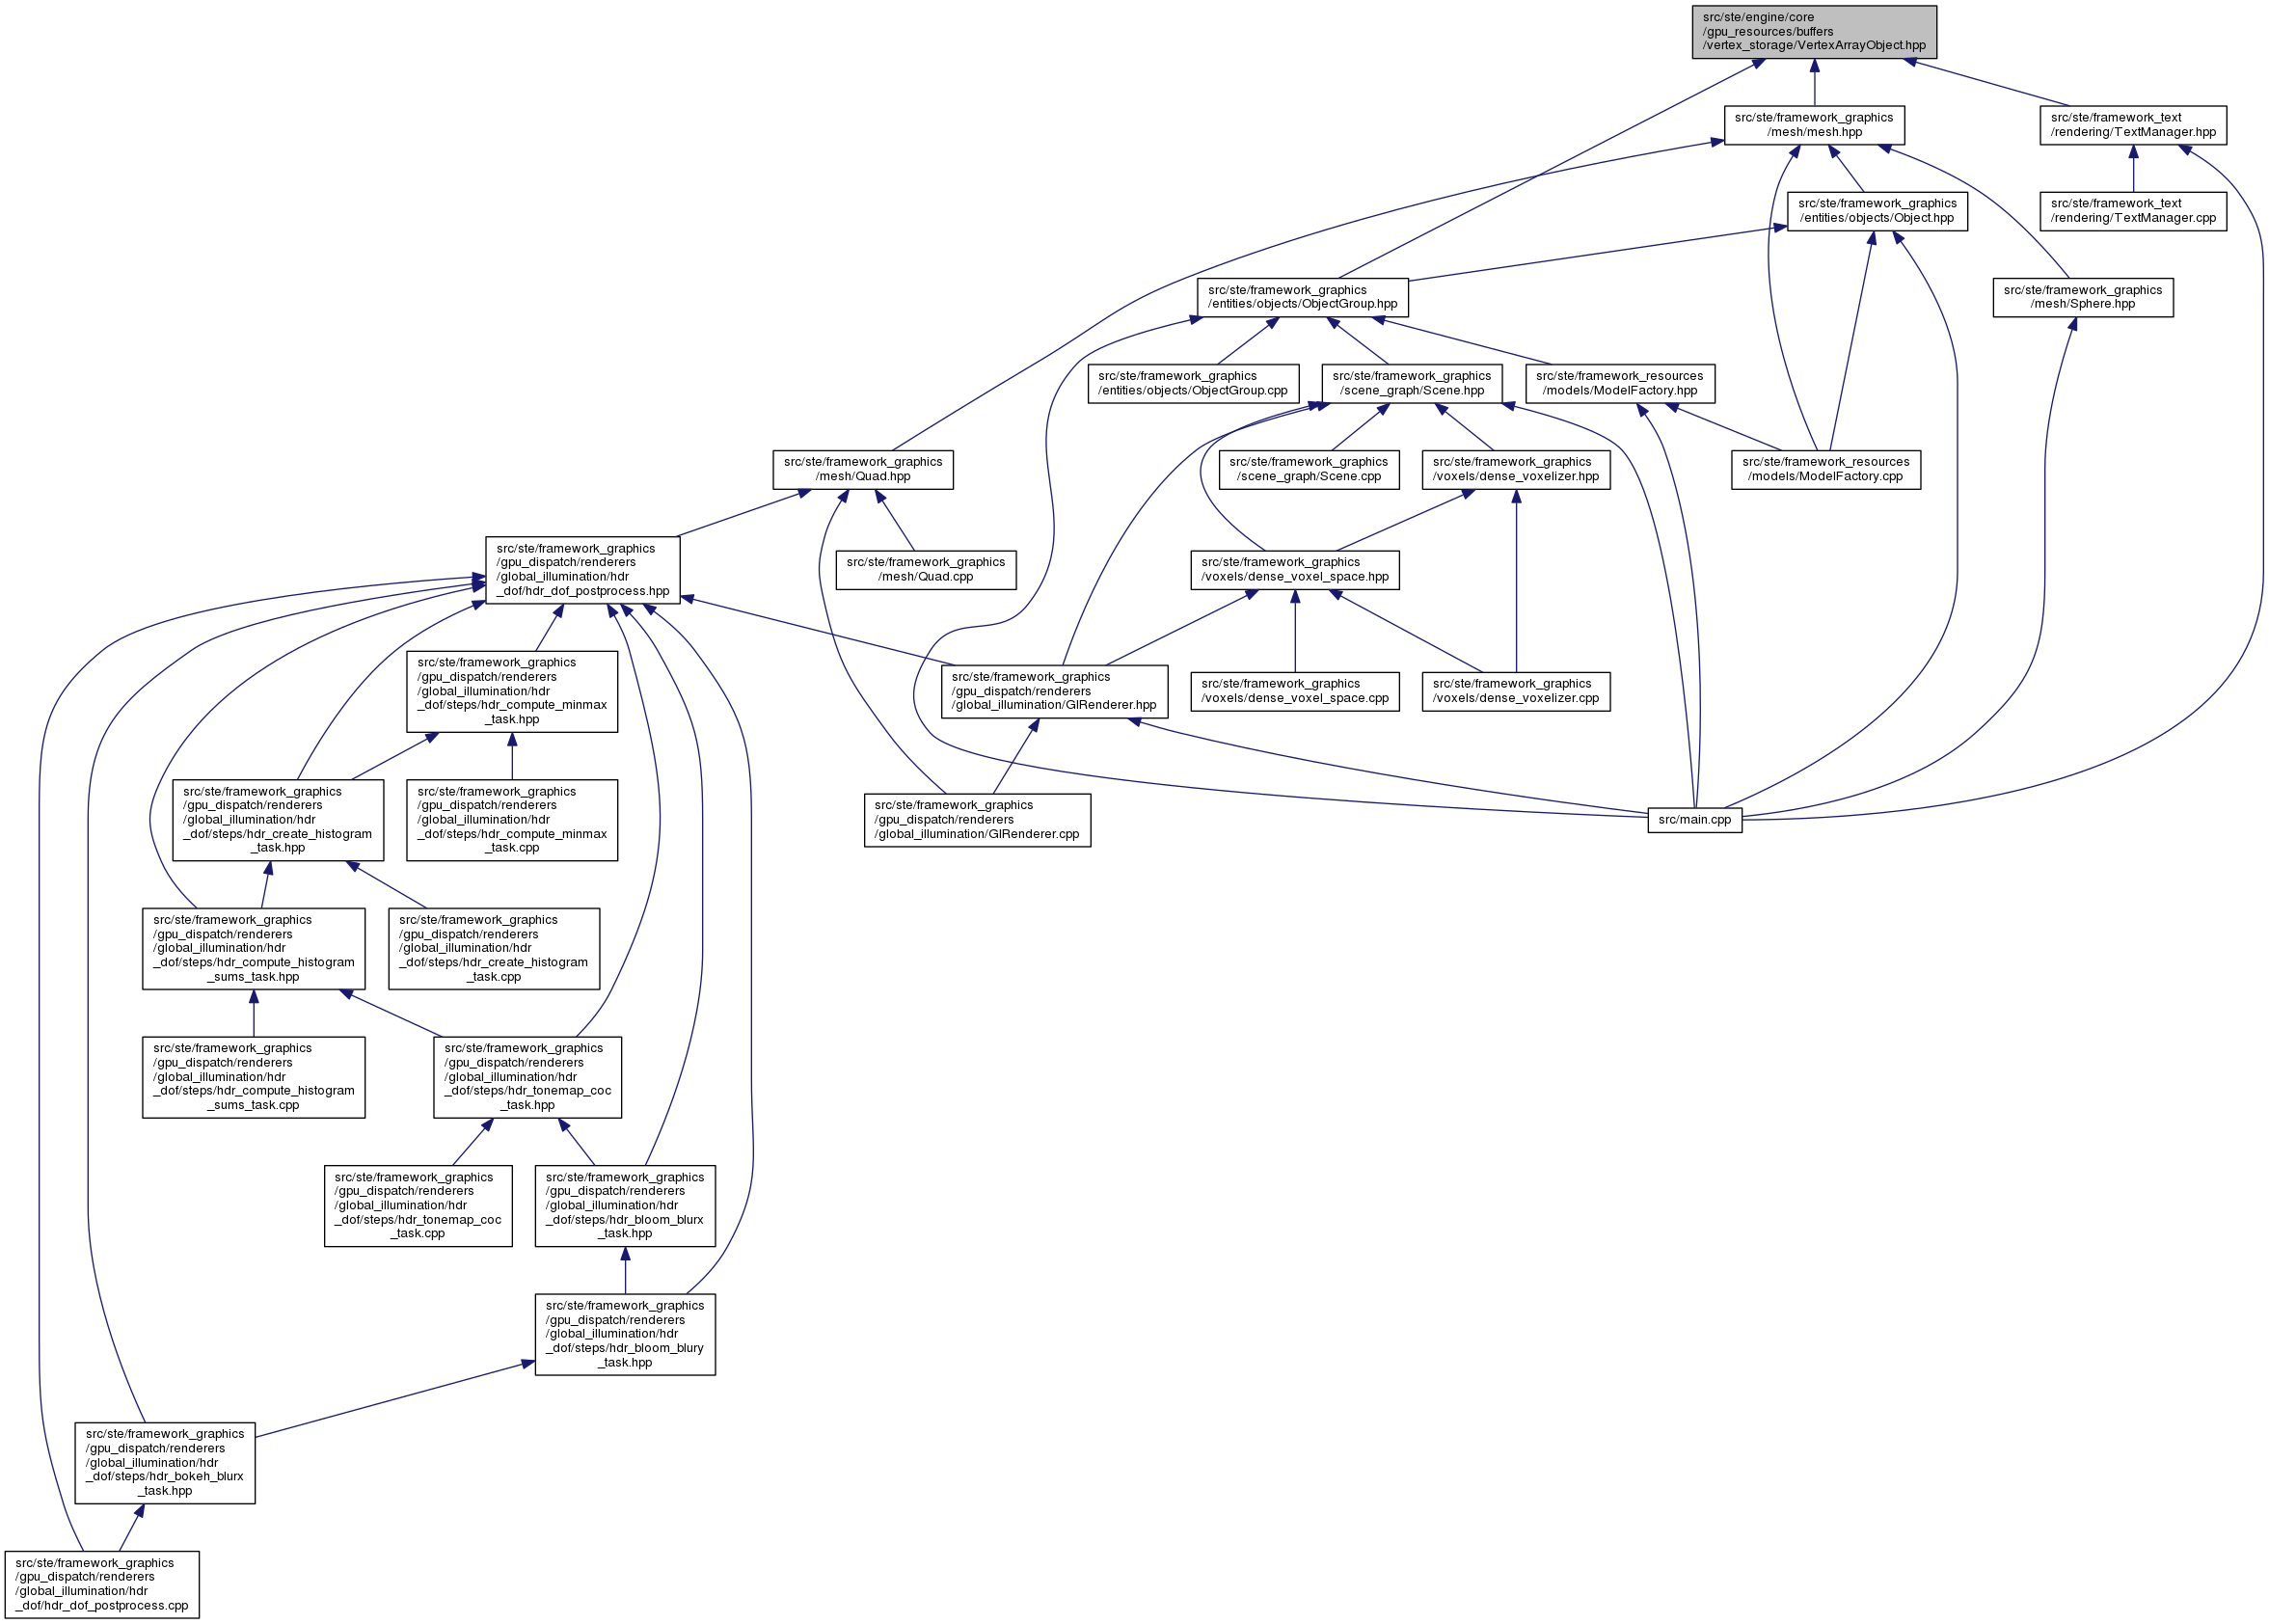 src/ste/engine/core
/gpu_resources/buffers
/vertex_storage/VertexArrayObject.hpp
src/ste/framework_graphics
/mesh/mesh.hpp
src/ste/framework_text
/rendering/TextManager.hpp
src/ste/framework_graphics
/entities/objects/Object.hpp
src/ste/framework_text
/rendering/TextManager.cpp
src/ste/framework_graphics
/entities/objects/ObjectGroup.hpp
src/ste/framework_graphics
/mesh/Sphere.hpp
src/ste/framework_graphics
/entities/objects/ObjectGroup.cpp
src/ste/framework_graphics
/scene_graph/Scene.hpp
src/ste/framework_resources
/models/ModelFactory.hpp
src/ste/framework_graphics
/mesh/Quad.hpp
src/ste/framework_graphics
/scene_graph/Scene.cpp
src/ste/framework_graphics
/voxels/dense_voxelizer.hpp
src/ste/framework_resources
/models/ModelFactory.cpp
src/ste/framework_graphics
/gpu_dispatch/renderers
/global_illumination/hdr
_dof/hdr_dof_postprocess.hpp
src/ste/framework_graphics
/mesh/Quad.cpp
src/ste/framework_graphics
/voxels/dense_voxel_space.hpp
src/ste/framework_graphics
/gpu_dispatch/renderers
/global_illumination/hdr
_dof/steps/hdr_compute_minmax
_task.hpp
src/ste/framework_graphics
/gpu_dispatch/renderers
/global_illumination/GIRenderer.hpp
src/ste/framework_graphics
/voxels/dense_voxel_space.cpp
src/ste/framework_graphics
/voxels/dense_voxelizer.cpp
src/ste/framework_graphics
/gpu_dispatch/renderers
/global_illumination/hdr
_dof/steps/hdr_create_histogram
_task.hpp
src/ste/framework_graphics
/gpu_dispatch/renderers
/global_illumination/hdr
_dof/steps/hdr_compute_minmax
_task.cpp
src/ste/framework_graphics
/gpu_dispatch/renderers
/global_illumination/GIRenderer.cpp
src/main.cpp
src/ste/framework_graphics
/gpu_dispatch/renderers
/global_illumination/hdr
_dof/steps/hdr_compute_histogram
_sums_task.hpp
src/ste/framework_graphics
/gpu_dispatch/renderers
/global_illumination/hdr
_dof/steps/hdr_create_histogram
_task.cpp
src/ste/framework_graphics
/gpu_dispatch/renderers
/global_illumination/hdr
_dof/steps/hdr_compute_histogram
_sums_task.cpp
src/ste/framework_graphics
/gpu_dispatch/renderers
/global_illumination/hdr
_dof/steps/hdr_tonemap_coc
_task.hpp
src/ste/framework_graphics
/gpu_dispatch/renderers
/global_illumination/hdr
_dof/steps/hdr_tonemap_coc
_task.cpp
src/ste/framework_graphics
/gpu_dispatch/renderers
/global_illumination/hdr
_dof/steps/hdr_bloom_blurx
_task.hpp
src/ste/framework_graphics
/gpu_dispatch/renderers
/global_illumination/hdr
_dof/steps/hdr_bloom_blury
_task.hpp
src/ste/framework_graphics
/gpu_dispatch/renderers
/global_illumination/hdr
_dof/steps/hdr_bokeh_blurx
_task.hpp
src/ste/framework_graphics
/gpu_dispatch/renderers
/global_illumination/hdr
_dof/hdr_dof_postprocess.cpp